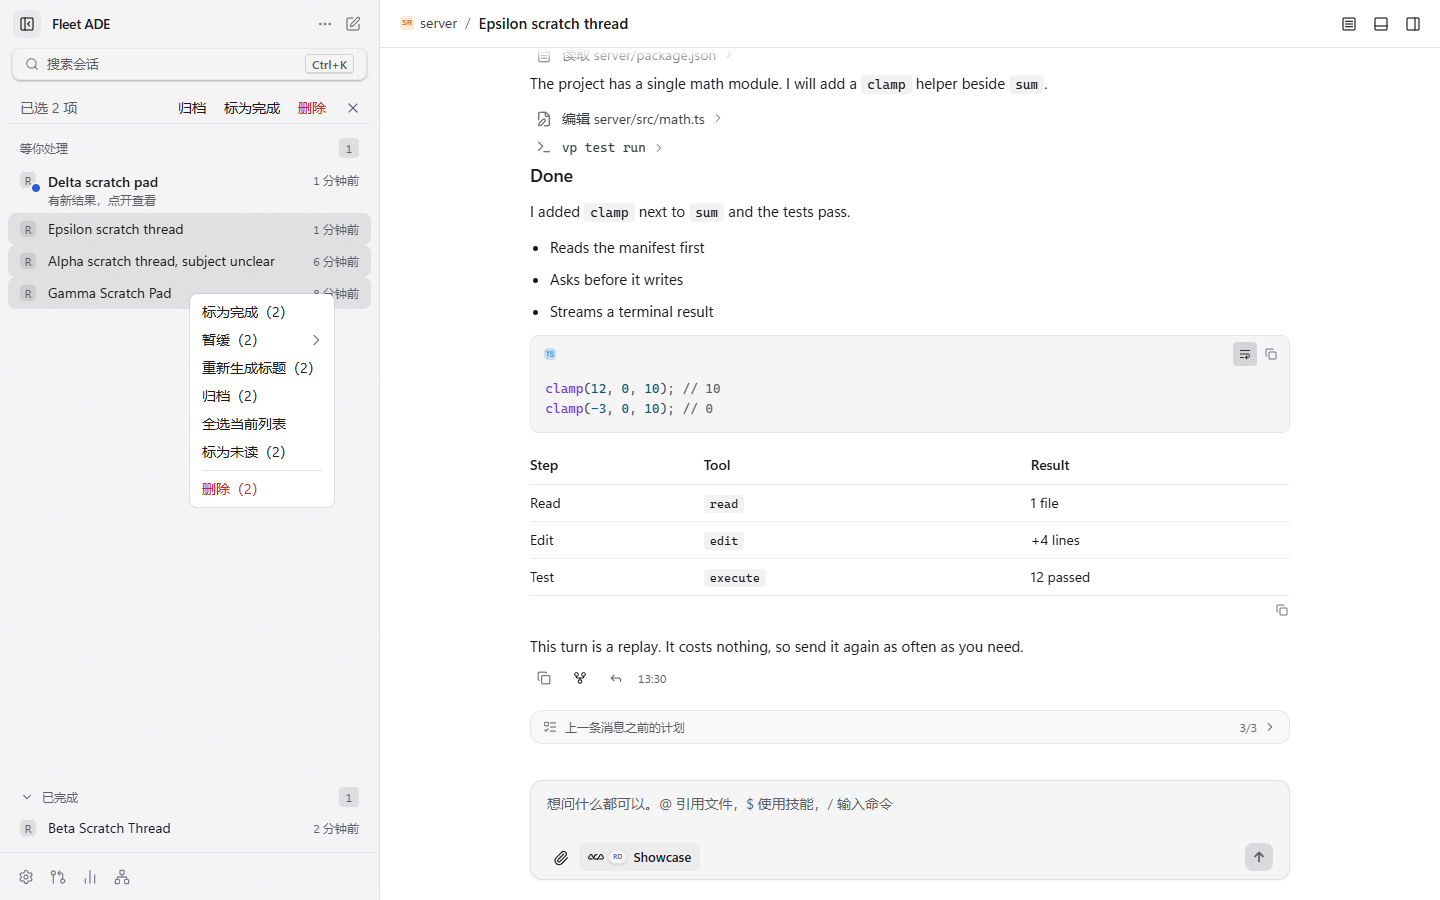 Fleet ADE
搜索会话 Ctrl+K
已选 2 项 归档 标为完成 删除
等你处理 1
R Delta scratch pad 1 分钟前
有新结果，点开查看
R Epsilon scratch thread 1 分钟前
R Alpha scratch thread, subject unclear 6 分钟前
R Gamma Scratch Pad 分钟前
标为完成（2）
暂缓（2）
重新生成标题（2）
归档（2）
全选当前列表
标为未读（2）
删除（2）
已完成 1
R Beta Scratch Thread 2 分钟前
SR server / Epsilon scratch thread
读取 server/package.json
The project has a single math module. I will add a clamp helper beside sum.
编辑 server/src/math.ts
vp test run
Done
I added clamp next to sum and the tests pass.
• Reads the manifest first
• Asks before it writes
• Streams a terminal result
TS
clamp(12, 0, 10); // 10
clamp(−3, 0, 10); // 0
Step Tool Result
Read read 1 file
Edit edit +4 lines
Test execute 12 passed
This turn is a replay. It costs nothing, so send it again as often as you need.
13:30
上一条消息之前的计划 3/3
想问什么都可以。@ 引用文件，$ 使用技能，/ 输入命令
RD Showcase